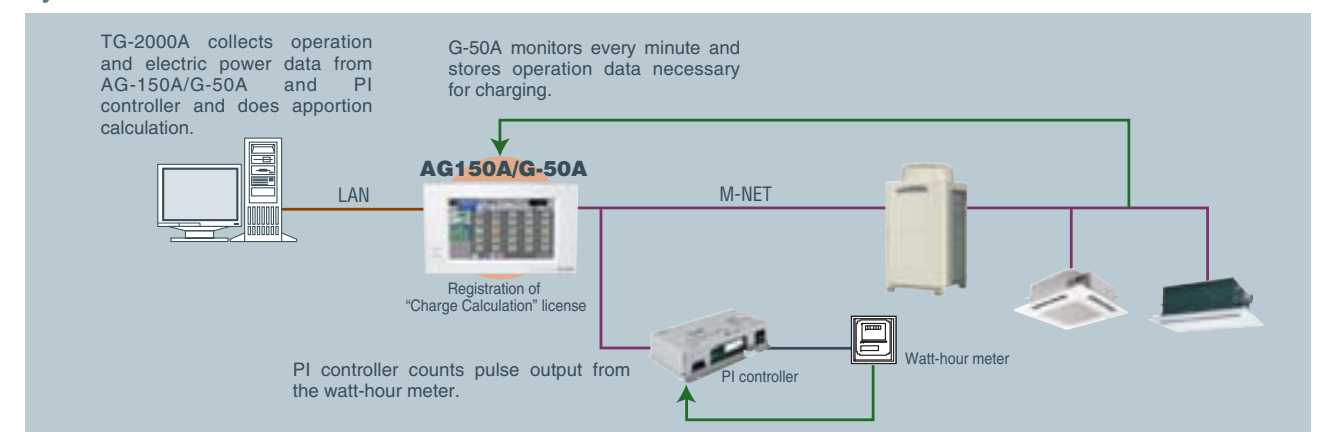 TG-2000A collects operation
and electric power data from
AG-150A/G-50A and PI
controller and does apportion
calculation.
G-50A monitors every minute and
stores operation data necessary
for charging.
AG150A/G-50A
LAN
M-NET
Registration of
“Charge Calculation” license
PI controller counts pulse output from
the watt-hour meter.
PI controller
Watt-hour meter